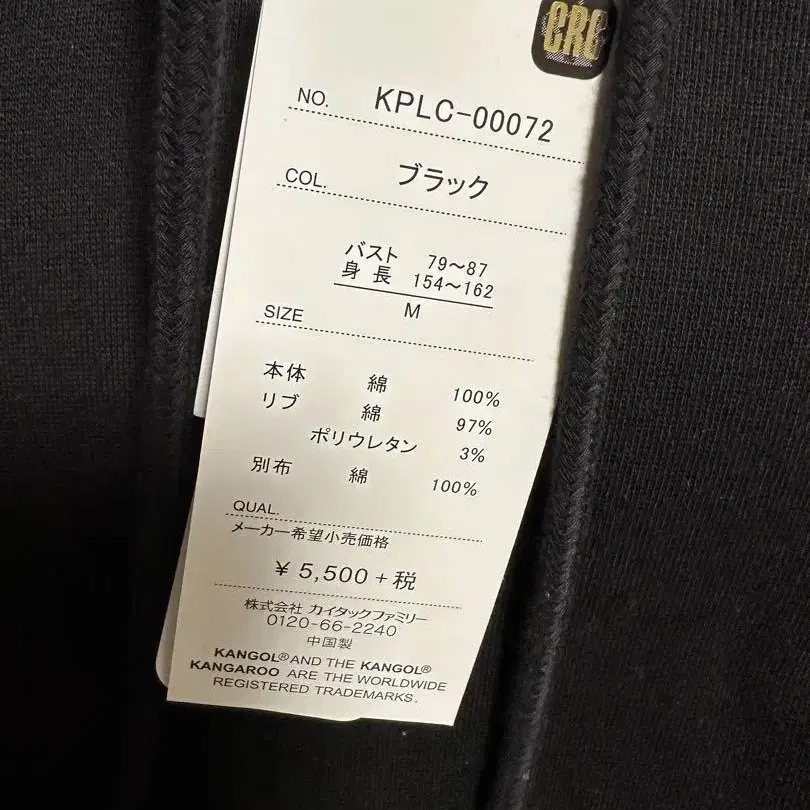 NO. KPLC-00072
COL. ブラック
バスト 79～87
身長 154～162
M
SIZE
本体 綿 100%
リブ 綿 97%
ポリウレタン 3%
別布 綿 100%
QUAL.
メーカー希望小売価格
￥5,500+税
株式会社 カイタックファミリー
0120-66-2240
中国製
KANGOL® AND THE KANGOL®
KANGAROO ARE THE WORLDWIDE
REGISTERED TRADEMARKS.